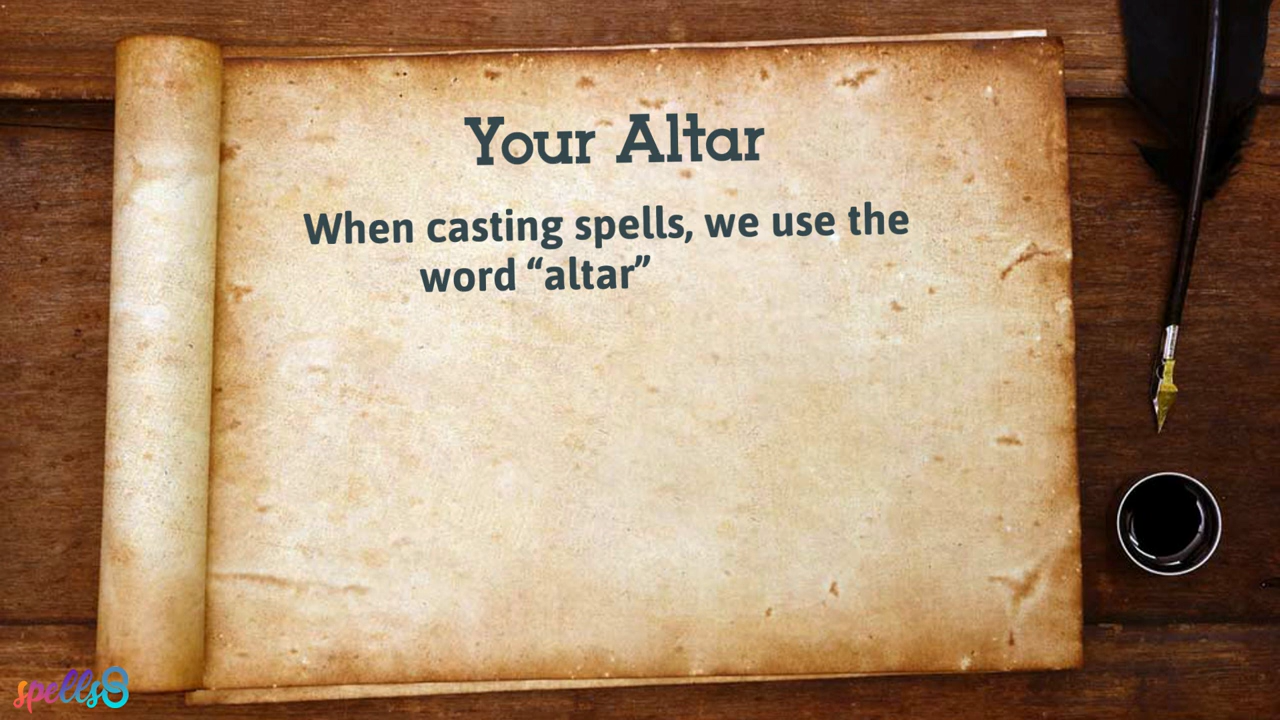 Your Altar
When casting spells, we use the
word “altar”
spells8